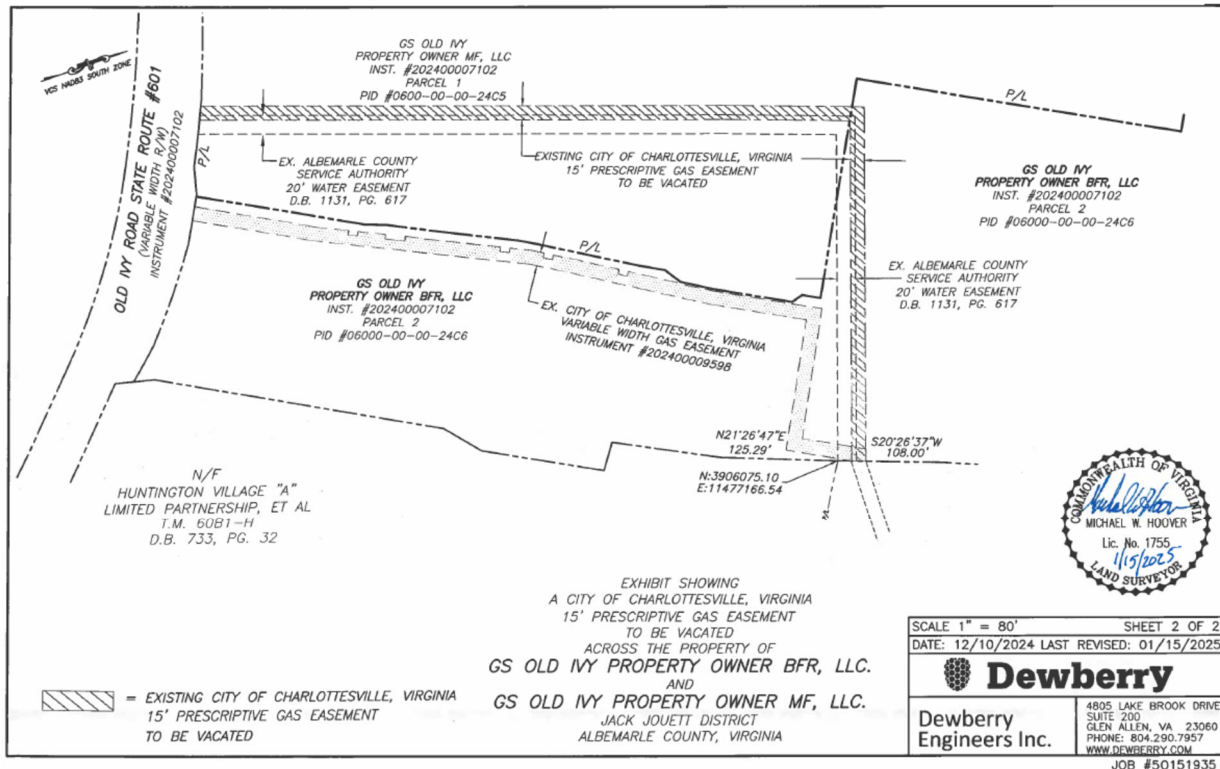 VCS NAD83 SOUTH ZONE
OLD IVY ROAD STATE ROUTE #601
(VARIABLE WIDTH R/W)
INSTRUMENT #202400007102
GS OLD IVY
PROPERTY OWNER MF, LLC
INST. #202400007102
PARCEL 1
PID #0600-00-00-24C5
P/L
P/L
EX. ALBEMARLE COUNTY
SERVICE AUTHORITY
20' WATER EASEMENT
D.B. 1131, PG. 617
EXISTING CITY OF CHARLOTTESVILLE, VIRGINIA
15' PRESCRIPTIVE GAS EASEMENT
TO BE VACATED
GS OLD IVY
PROPERTY OWNER BFR, LLC
INST. #202400007102
PARCEL 2
PID #06000-00-00-24C6
P/L
EX. ALBEMARLE COUNTY
SERVICE AUTHORITY
20' WATER EASEMENT
D.B. 1131, PG. 617
GS OLD IVY
PROPERTY OWNER BFR, LLC
INST. #202400007102
PARCEL 2
PID #06000-00-00-24C6
EX. CITY OF CHARLOTTESVILLE, VIRGINIA
VARIABLE WIDTH GAS EASEMENT
INSTRUMENT #202400009598
N21°26'47"E
125.29'
S20°26'37"W
108.00'
N:3906075.10
E:11477166.54
N/F
HUNTINGTON VILLAGE "A"
LIMITED PARTNERSHIP, ET AL
T.M. 60B1-H
D.B. 733, PG. 32
COMMONWEALTH OF VIRGINIA
MICHAEL W. HOOVER
Lic. No. 1755
1/15/2025
LAND SURVEYOR
EXHIBIT SHOWING
A CITY OF CHARLOTTESVILLE, VIRGINIA
15' PRESCRIPTIVE GAS EASEMENT
TO BE VACATED
ACROSS THE PROPERTY OF
GS OLD IVY PROPERTY OWNER BFR, LLC.
AND
GS OLD IVY PROPERTY OWNER MF, LLC.
JACK JOUETT DISTRICT
ALBEMARLE COUNTY, VIRGINIA
= EXISTING CITY OF CHARLOTTESVILLE, VIRGINIA
15' PRESCRIPTIVE GAS EASEMENT
TO BE VACATED
SCALE 1" = 80' SHEET 2 OF 2
DATE: 12/10/2024 LAST REVISED: 01/15/2025
Dewberry
Dewberry
Engineers Inc.
4805 LAKE BROOK DRIVE
SUITE 200
GLEN ALLEN, VA 23060
PHONE: 804.290.7957
WWW.DEWBERRY.COM
JOB #50151935